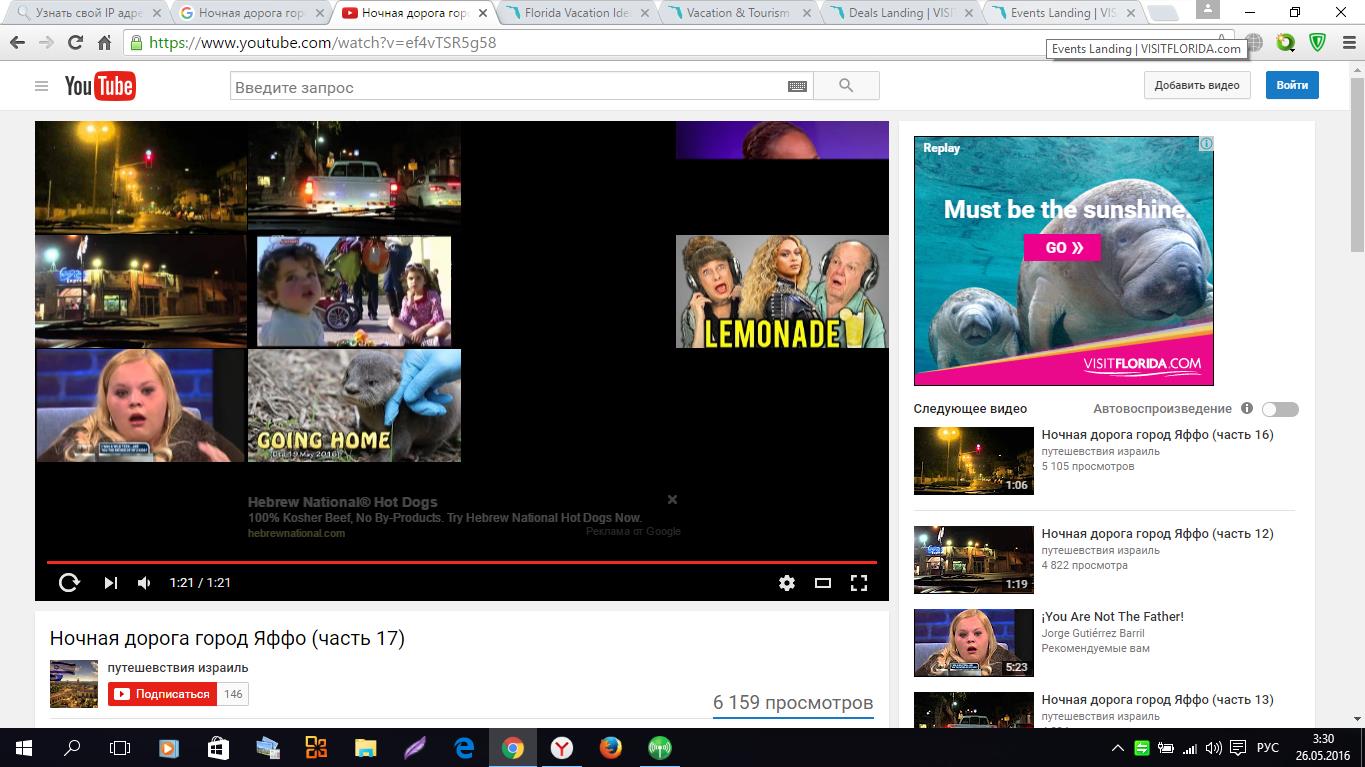 Узнать свой IP адре
Ночная дорога гор
Ночная дорога гор
Florida Vacation Ide
Vacation & Tourism
Deals Landing | VISIT
Events Landing | VIS
https://www.youtube.com/watch?v=ef4vTSR5g58
Events Landing | VISITFLORIDA.com
YouTube
Введите запрос
Добавить видео
Войти
LEMONADE
GOING HOME
(Daj 19 May 2016)
Hebrew National® Hot Dogs
100% Kosher Beef, No By-Products. Try Hebrew National Hot Dogs Now.
hebrewnational.com
Реклама от Google
1:21 / 1:21
Ночная дорога город Яффо (часть 17)
путешевствия израиль
Подписаться
146
6 159 просмотров
Replay
Must be the sunshine.
GO »
VISITFLORIDA.COM
Следующее видео
Автовоспроизведение
Ночная дорога город Яффо (часть 16)
путешевствия израиль
5 105 просмотров
1:06
Ночная дорога город Яффо (часть 12)
путешевствия израиль
4 822 просмотра
1:19
¡You Are Not The Father!
Jorge Gutiérrez Barril
Рекомендуемые вам
5:23
Ночная дорога город Яффо (часть 13)
путешевствия израиль
РУС
3:30
26.05.2016